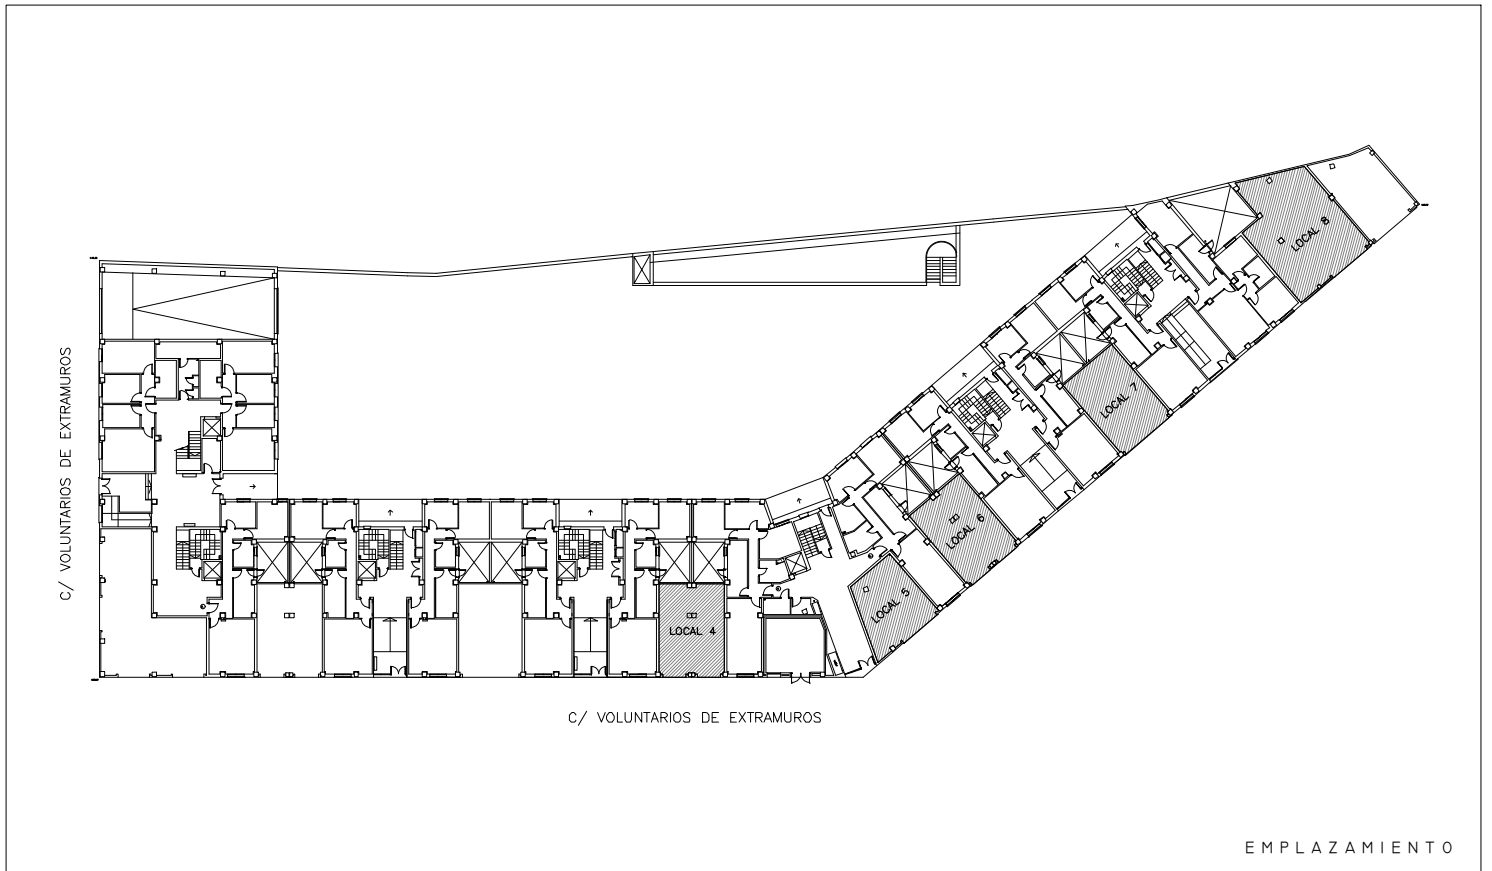 LOCAL 8
LOCAL 7
C/ VOLUNTARIOS DE EXTRAMUROS
LOCAL 6
LOCAL 5
LOCAL 4
C/ VOLUNTARIOS DE EXTRAMUROS
EMPLAZAMIENTO